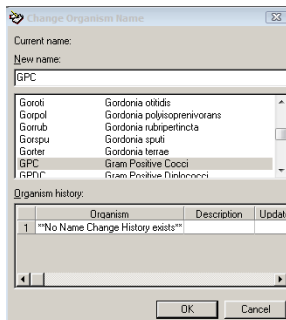 Change Organism Name
Current name:
New name:
GPC
Goroti Gordonia otitidis
Gorpol Gordonia polyisoprenivorans
Gorrub Gordonia rubripertincta
Gorspu Gordonia sputi
Gorter Gordonia terrae
GPC Gram Positive Cocci
GPDC Gram Positive Diplococci
Organism history:
Organism Description Updat
1 **No Name Change History exists**
OK Cancel